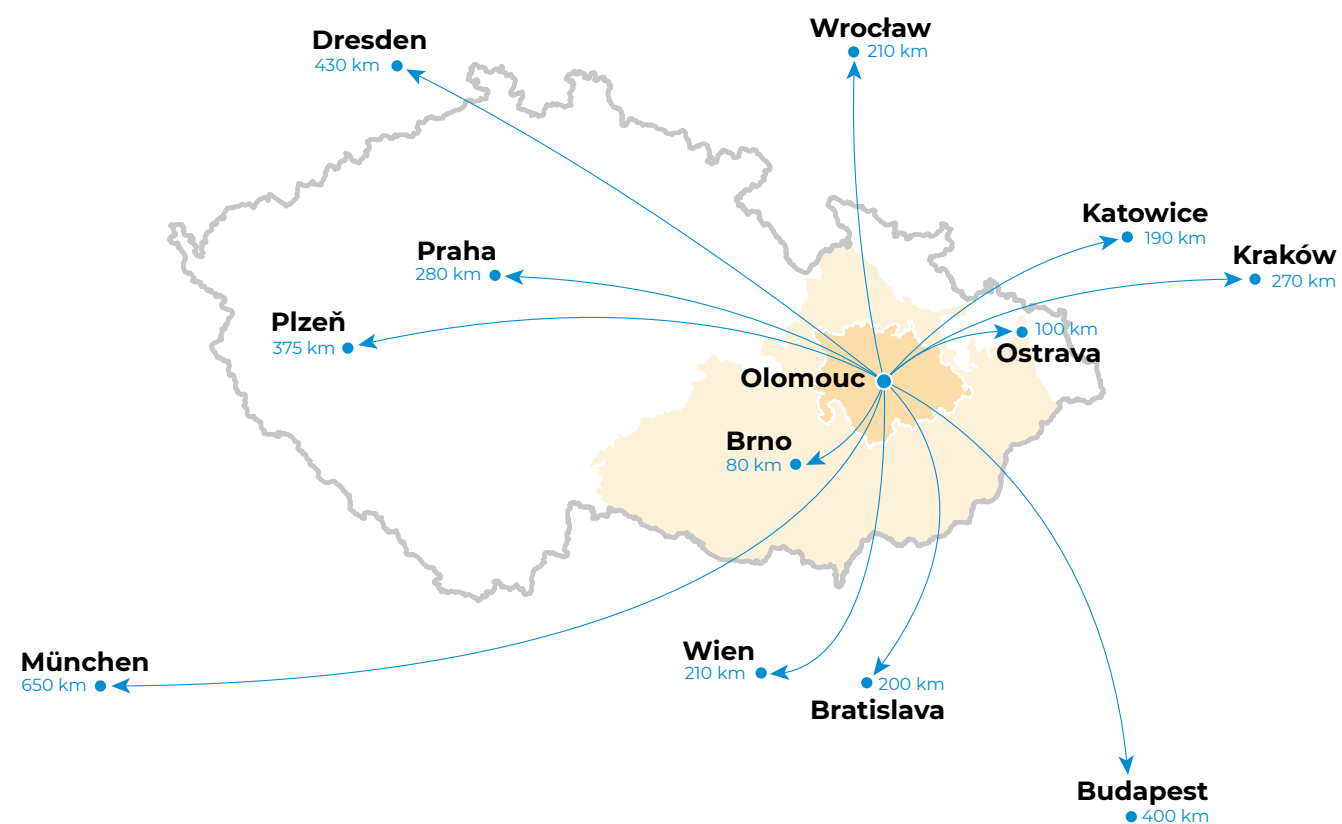 Wrocław
210 km
Dresden
430 km
Katowice
190 km
Kraków
270 km
Praha
280 km
Plzeň
375 km
100 km
Ostrava
Olomouc
Brno
80 km
München
650 km
Wien
210 km
200 km
Bratislava
Budapest
400 km